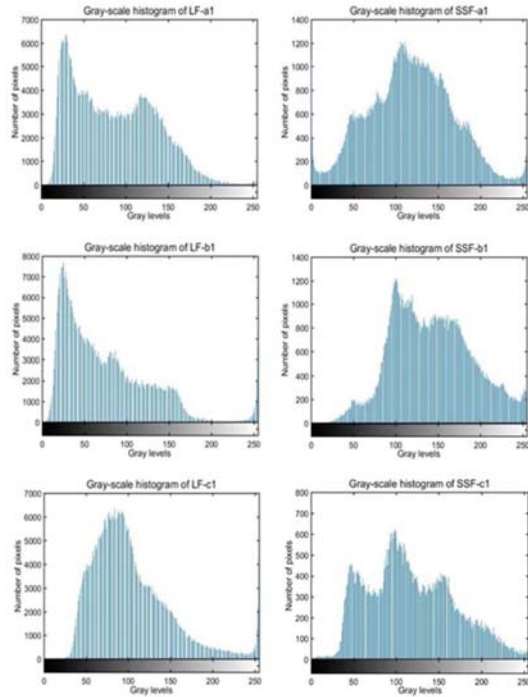 Gray-scale histogram of LF-a1
Number of pixels
7000
6000
5000
4000
3000
2000
1000
0
0 50 100 150 200 250
Gray levels
Gray-scale histogram of SSF-a1
Number of pixels
1400
1200
1000
800
600
400
200
0
0 50 100 150 200 250
Gray levels
Gray-scale histogram of LF-b1
Number of pixels
8000
7000
6000
5000
4000
3000
2000
1000
0
0 50 100 150 200 250
Gray levels
Gray-scale histogram of SSF-b1
Number of pixels
1400
1200
1000
800
600
400
200
0
0 50 100 150 200 250
Gray levels
Gray-scale histogram of LF-c1
Number of pixels
7000
6000
5000
4000
3000
2000
1000
0
0 50 100 150 200 250
Gray levels
Gray-scale histogram of SSF-c1
Number of pixels
800
700
600
500
400
300
200
100
0
0 50 100 150 200 250
Gray levels